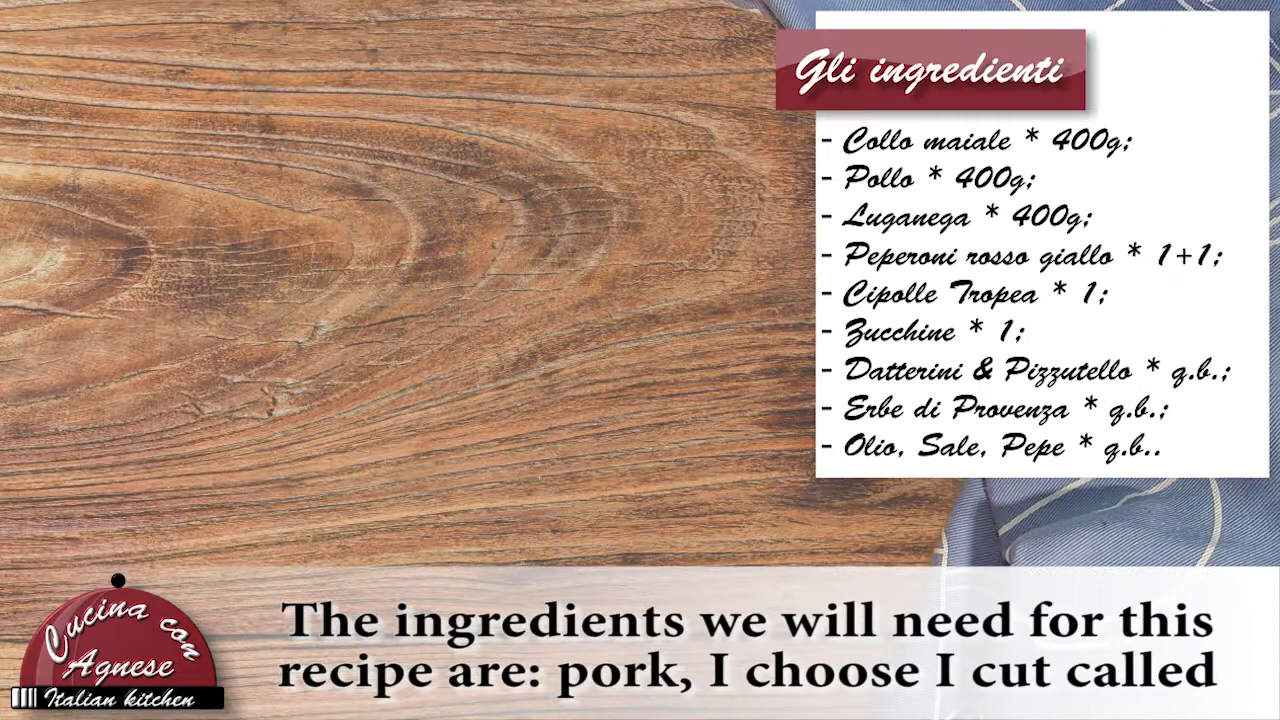 Gli ingredienti
- Collo maiale * 400g;
- Pollo * 400g;
- Luganega * 400g;
- Peperoni rosso giallo * 1+1;
- Cipolle Tropea * 1;
- Zucchine * 1;
- Datterini & Pizzutello * q.b.;
- Erbe di Provenza * q.b.;
- Olio, Sale, Pepe * q.b..
The ingredients we will need for this
recipe are: pork, I choose I cut called
Cucina con
Agnese
Italian kitchen